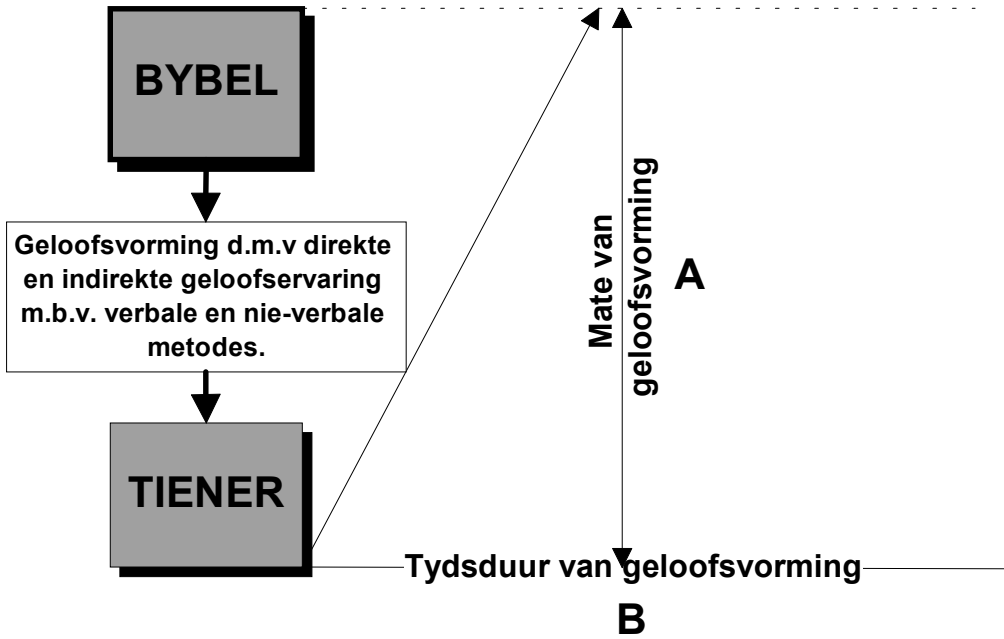 BYBEL
Geloofsvorming d.m.v direkte
en indirekte geloofservaring
m.b.v. verbale en nie-verbale
metodes.
TIENER
Mate van
geloofsvorming
A
Tydsduur van geloofsvorming
B